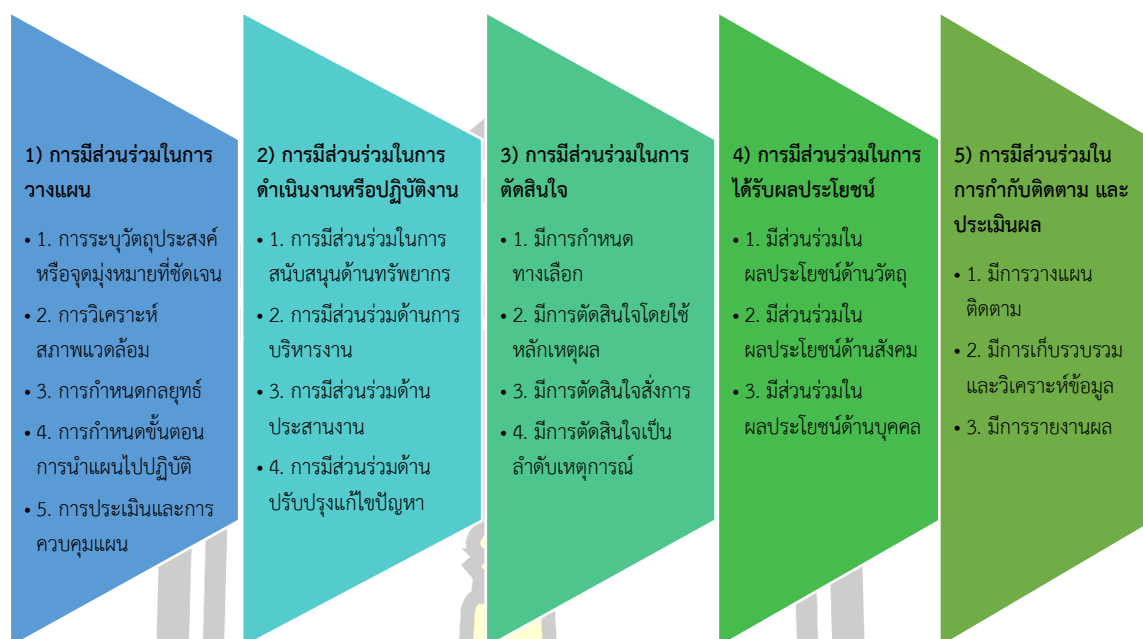 1) การมีส่วนร่วมในการ
วางแผน
• 1. การระบุวัตถุประสงค์
หรือจุดมุ่งหมายที่ชัดเจน
• 2. การวิเคราะห์
สภาพแวดล้อม
• 3. การกำหนดกลยุทธ์
• 4. การกำหนดขั้นตอน
การนำแผนไปปฏิบัติ
• 5. การประเมินและการ
ควบคุมแผน
2) การมีส่วนร่วมในการ
ดำเนินงานหรือปฏิบัติงาน
• 1. การมีส่วนร่วมในการ
สนับสนุนด้านทรัพยากร
• 2. การมีส่วนร่วมด้านการ
บริหารงาน
• 3. การมีส่วนร่วมด้าน
ประสานงาน
• 4. การมีส่วนร่วมด้าน
ปรับปรุงแก้ไขปัญหา
3) การมีส่วนร่วมในการ
ตัดสินใจ
• 1. มีการกำหนด
ทางเลือก
• 2. มีการตัดสินใจโดยใช้
หลักเหตุผล
• 3. มีการตัดสินใจสั่งการ
• 4. มีการตัดสินใจเป็น
ลำดับเหตุการณ์
4) การมีส่วนร่วมในการ
ได้รับผลประโยชน์
• 1. มีส่วนร่วมใน
ผลประโยชน์ด้านวัตถุ
• 2. มีส่วนร่วมใน
ผลประโยชน์ด้านสังคม
• 3. มีส่วนร่วมใน
ผลประโยชน์ด้านบุคคล
5) การมีส่วนร่วมใน
การกำกับติดตาม และ
ประเมินผล
• 1. มีการวางแผน
ติดตาม
• 2. มีการเก็บรวบรวม
และวิเคราะห์ข้อมูล
• 3. มีการรายงานผล